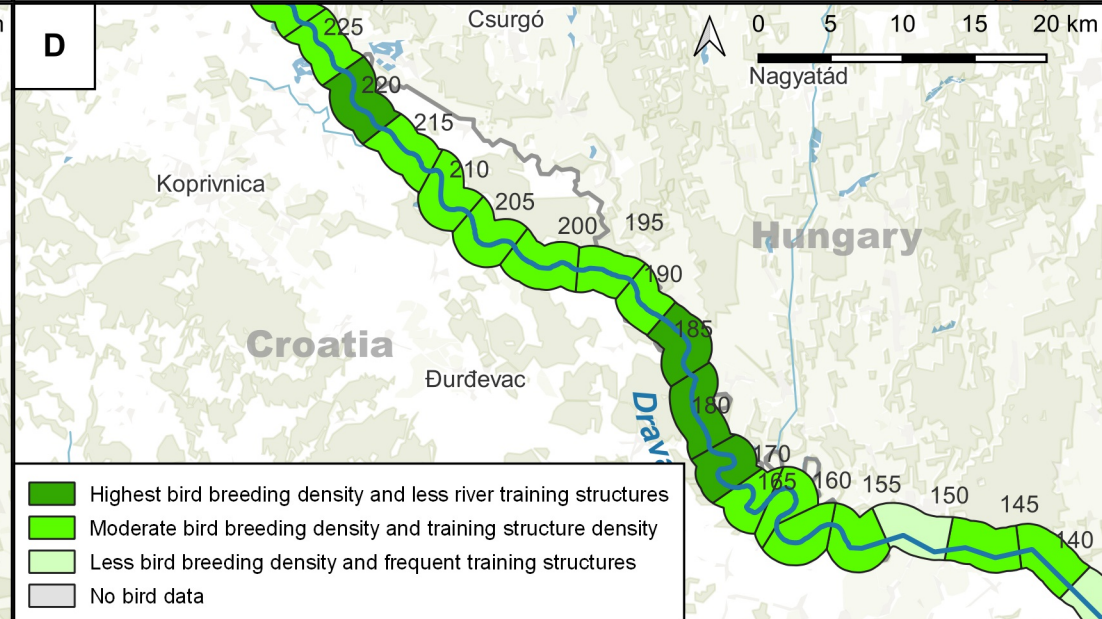 D
Csurgó
0 5 10 15 20 km
Nagyatád
225
220
215
Koprivnica
210
205
200
195
Hungary
190
185
Croatia
Đurđevac
180
Drava
170
165
160
155
150
145
140
Highest bird breeding density and less river training structures
Moderate bird breeding density and training structure density
Less bird breeding density and frequent training structures
No bird data